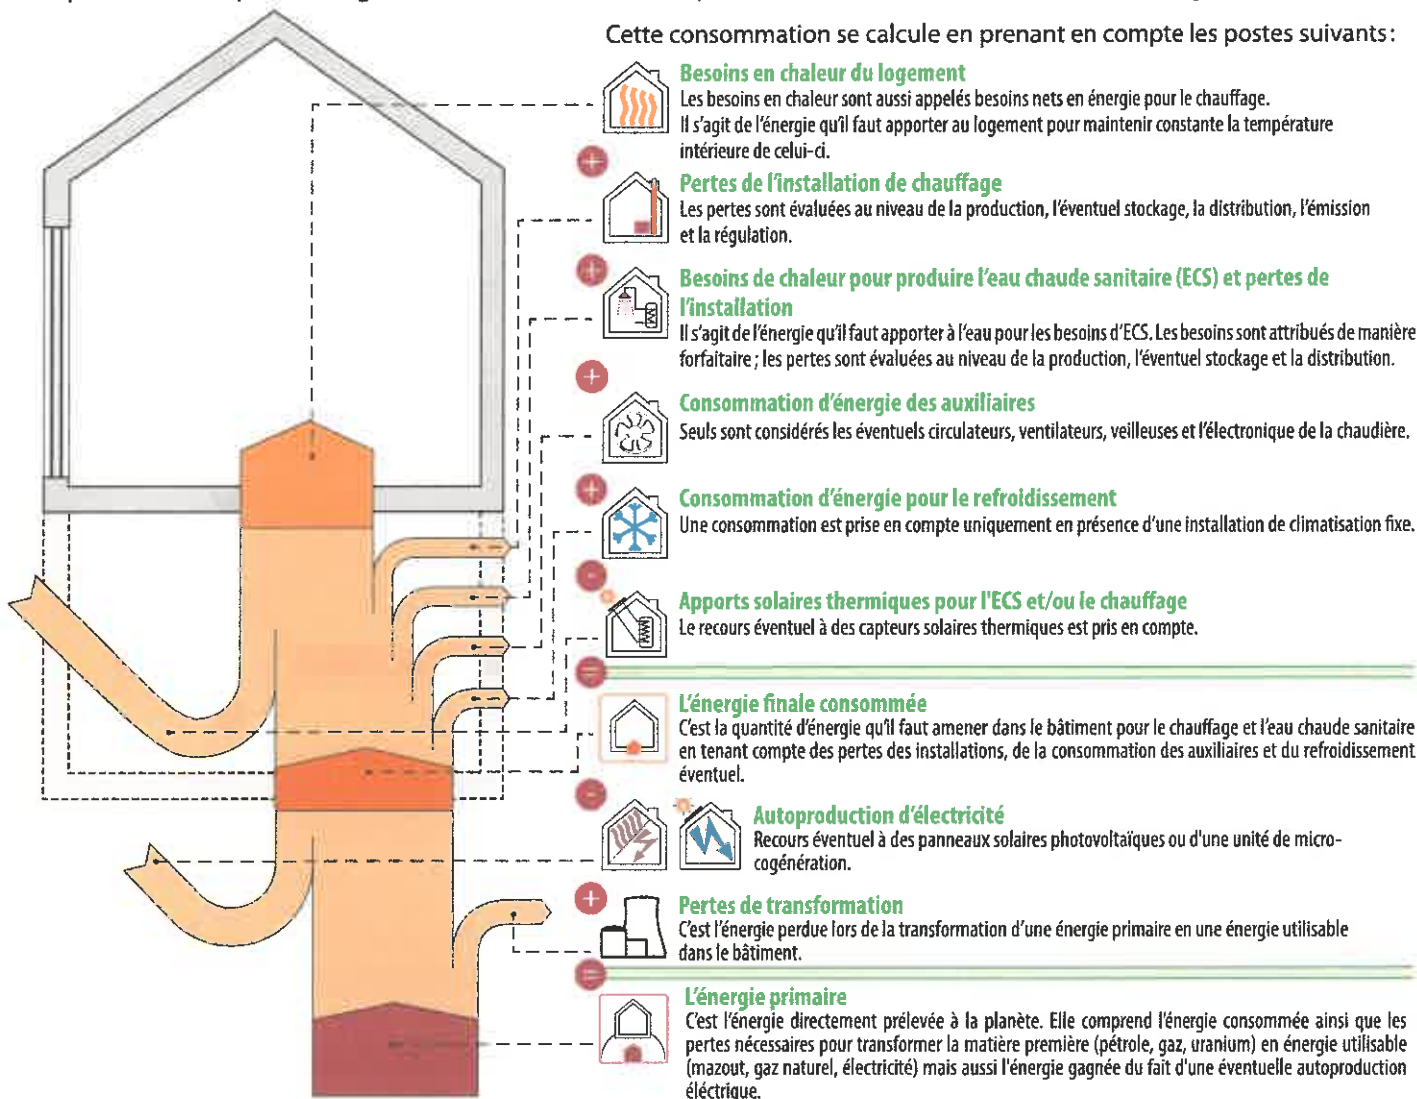 Cette consommation se calcule en prenant en compte les postes suivants :
Besoins en chaleur du logement
Les besoins en chaleur sont aussi appelés besoins nets en énergie pour le chauffage.
Il s'agit de l'énergie qu'il faut apporter au logement pour maintenir constante la température
intérieure de celui-ci.
+
Pertes de l'installation de chauffage
Les pertes sont évaluées au niveau de la production, l'éventuel stockage, la distribution, l'émission
et la régulation.
+
Besoins de chaleur pour produire l'eau chaude sanitaire (ECS) et pertes de
l'installation
Il s'agit de l'énergie qu'il faut apporter à l'eau pour les besoins d'ECS. Les besoins sont attribués de manière
forfaitaire ; les pertes sont évaluées au niveau de la production, l'éventuel stockage et la distribution.
+
Consommation d'énergie des auxiliaires
Seuls sont considérés les éventuels circulateurs, ventilateurs, veilleuses et l'électronique de la chaudière.
+
Consommation d'énergie pour le refroidissement
Une consommation est prise en compte uniquement en présence d'une installation de climatisation fixe.
-
Apports solaires thermiques pour l'ECS et/ou le chauffage
Le recours éventuel à des capteurs solaires thermiques est pris en compte.
=
L'énergie finale consommée
C'est la quantité d'énergie qu'il faut amener dans le bâtiment pour le chauffage et l'eau chaude sanitaire
en tenant compte des pertes des installations, de la consommation des auxiliaires et du refroidissement
éventuel.
-
Autoproduction d'électricité
Recours éventuel à des panneaux solaires photovoltaïques ou d'une unité de micro-
cogénération.
+
Pertes de transformation
C'est l'énergie perdue lors de la transformation d'une énergie primaire en une énergie utilisable
dans le bâtiment.
=
L'énergie primaire
C'est l'énergie directement prélevée à la planète. Elle comprend l'énergie consommée ainsi que les
pertes nécessaires pour transformer la matière première (pétrole, gaz, uranium) en énergie utilisable
(mazout, gaz naturel, électricité) mais aussi l'énergie gagnée du fait d'une éventuelle autoproduction
éléctrique.